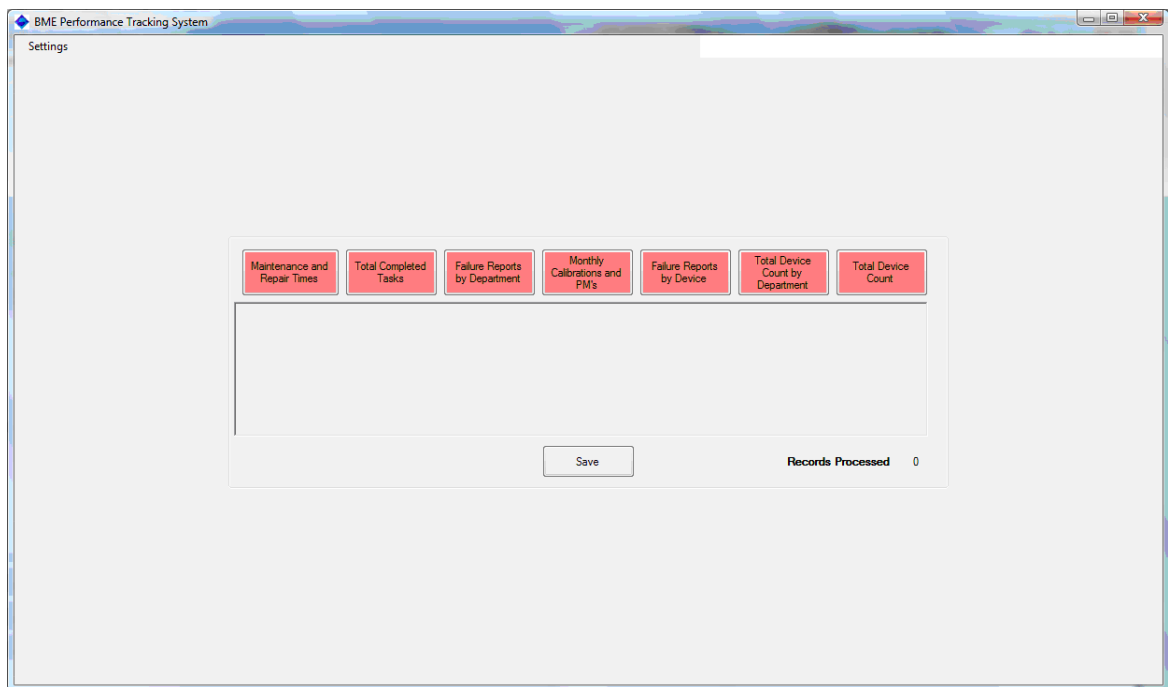 BME Performance Tracking System
Settings
Maintenance and
Repair Times
Total Completed
Tasks
Failure Reports
by Department
Monthly
Calibrations and
PM's
Failure Reports
by Device
Total Device
Count by
Department
Total Device
Count
Save
Records Processed 0